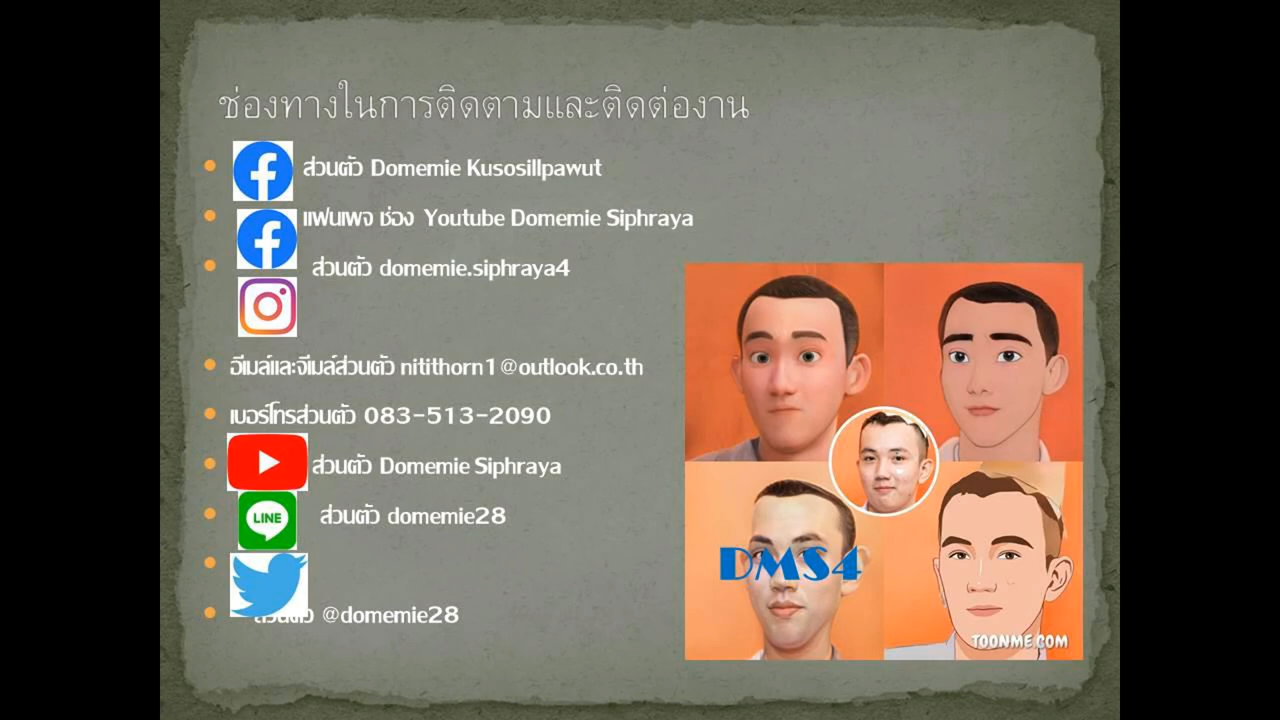 ช่องทางในการติดตามและติดต่องาน
ส่วนตัว Domemie Kusosillpawut
แฟนเพจ ช่อง Youtube Domemie Siphraya
ส่วนตัว domemie.siphraya4
อีเมล์และจีเมล์ส่วนตัว nitithorn1@outlook.co.th
เบอร์โทรส่วนตัว 083-513-2090
ส่วนตัว Domemie Siphraya
LINE ส่วนตัว domemie28
ส่วนตัว @domemie28
DMS4
TOONME.COM